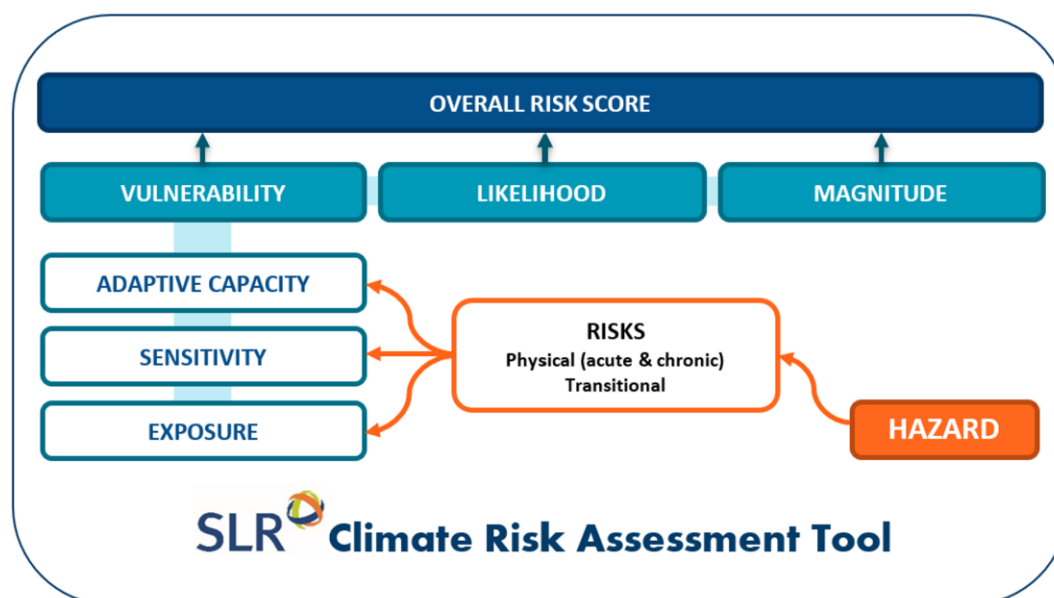 OVERALL RISK SCORE
VULNERABILITY
LIKELIHOOD
MAGNITUDE
ADAPTIVE CAPACITY
SENSITIVITY
EXPOSURE
RISKS
Physical (acute & chronic)
Transitional
HAZARD
SLR Climate Risk Assessment Tool